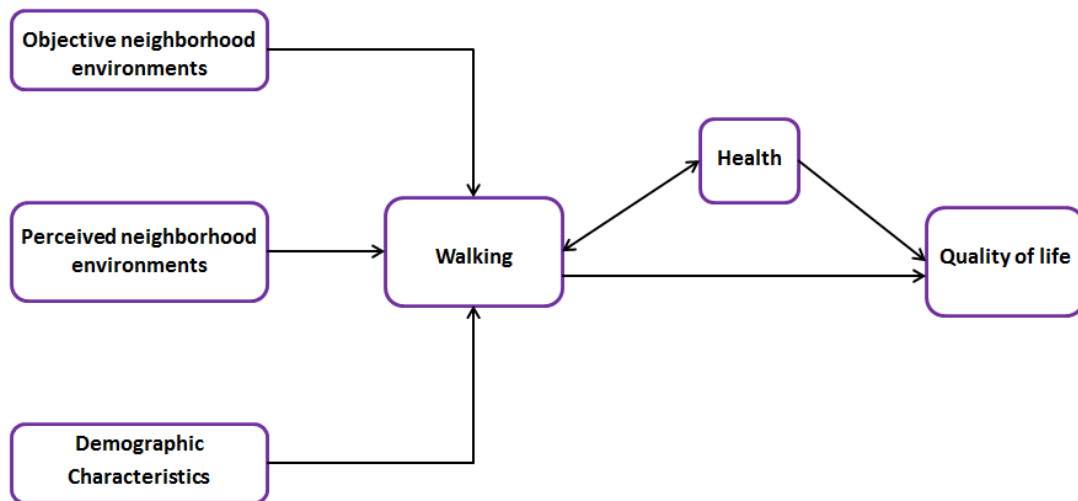 Objective neighborhood
environments
Health
Perceived neighborhood
environments
Walking
Quality of life
Demographic
Characteristics